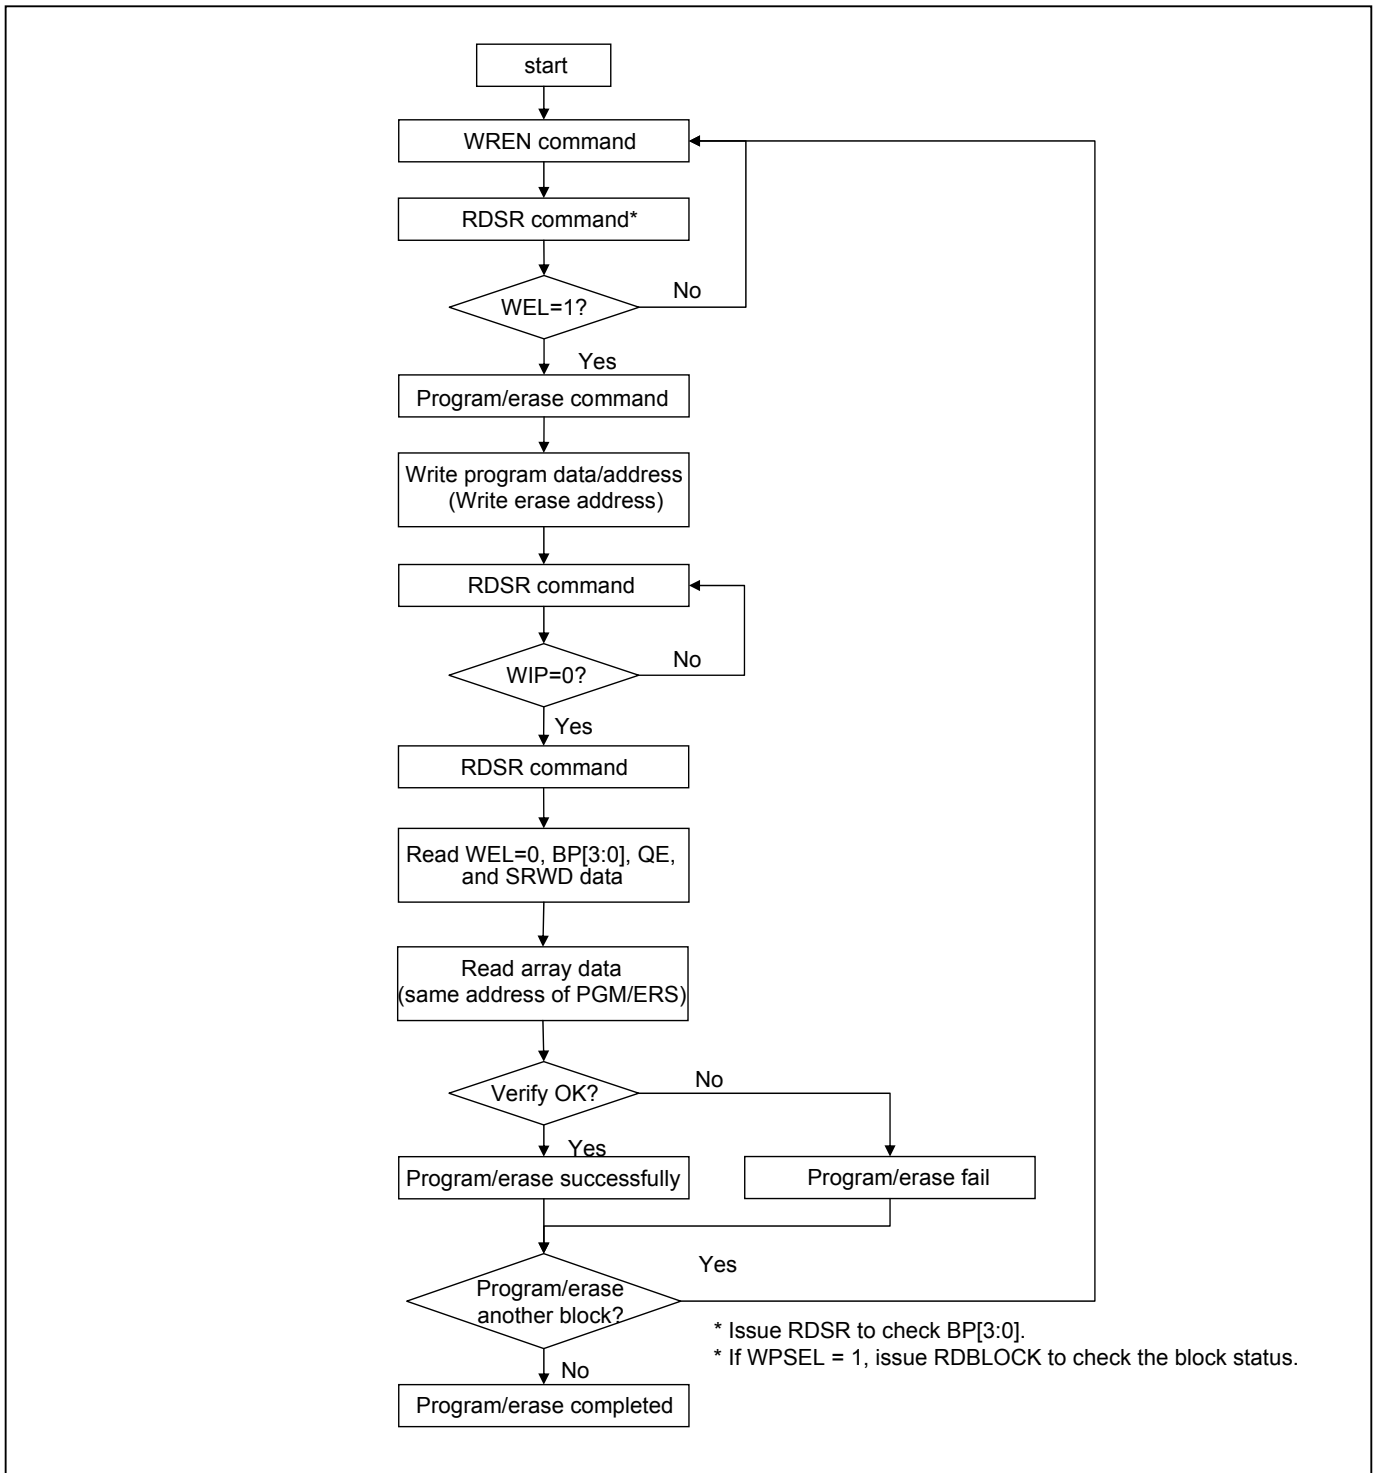 start
WREN command
RDSR command*
WEL=1?
No
Yes
Program/erase command
Write program data/address
(Write erase address)
RDSR command
WIP=0?
No
Yes
RDSR command
Read WEL=0, BP[3:0], QE,
and SRWD data
Read array data
(same address of PGM/ERS)
Verify OK?
No
Yes
Program/erase successfully
Program/erase fail
Program/erase
another block?
Yes
* Issue RDSR to check BP[3:0].
* If WPSEL = 1, issue RDBLOCK to check the block status.
No
Program/erase completed